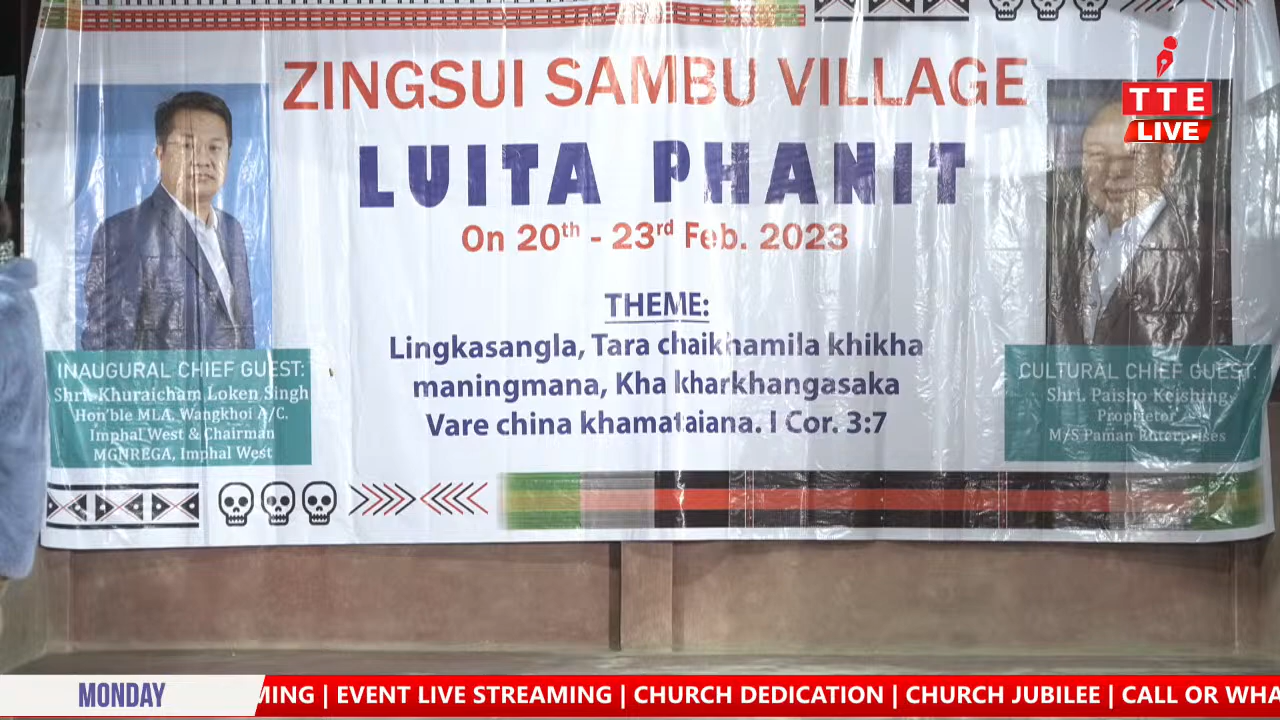 ZINGSUI SAMBU VILLAGE
LUITA PHANIT
On 20th - 23rd Feb. 2023
THEME:
Lingkasangla, Tara chaikhamila khikha
maningmana, Kha kharkhangasaka
Vare china khamataiana. I Cor. 3:7
INAUGURAL CHIEF GUEST:
Shri. Khuraicham Loken Singh
Hon'ble MLA, Wangkhoi A/C.
Imphal West & Chairman
MGNREGA, Imphal West
CULTURAL CHIEF GUEST:
Shri. Paisho Keishing,
Proprietor
M/S Paman Enterprises
TTE
LIVE
MONDAY
MING | EVENT LIVE STREAMING | CHURCH DEDICATION | CHURCH JUBILEE | CALL OR WHA